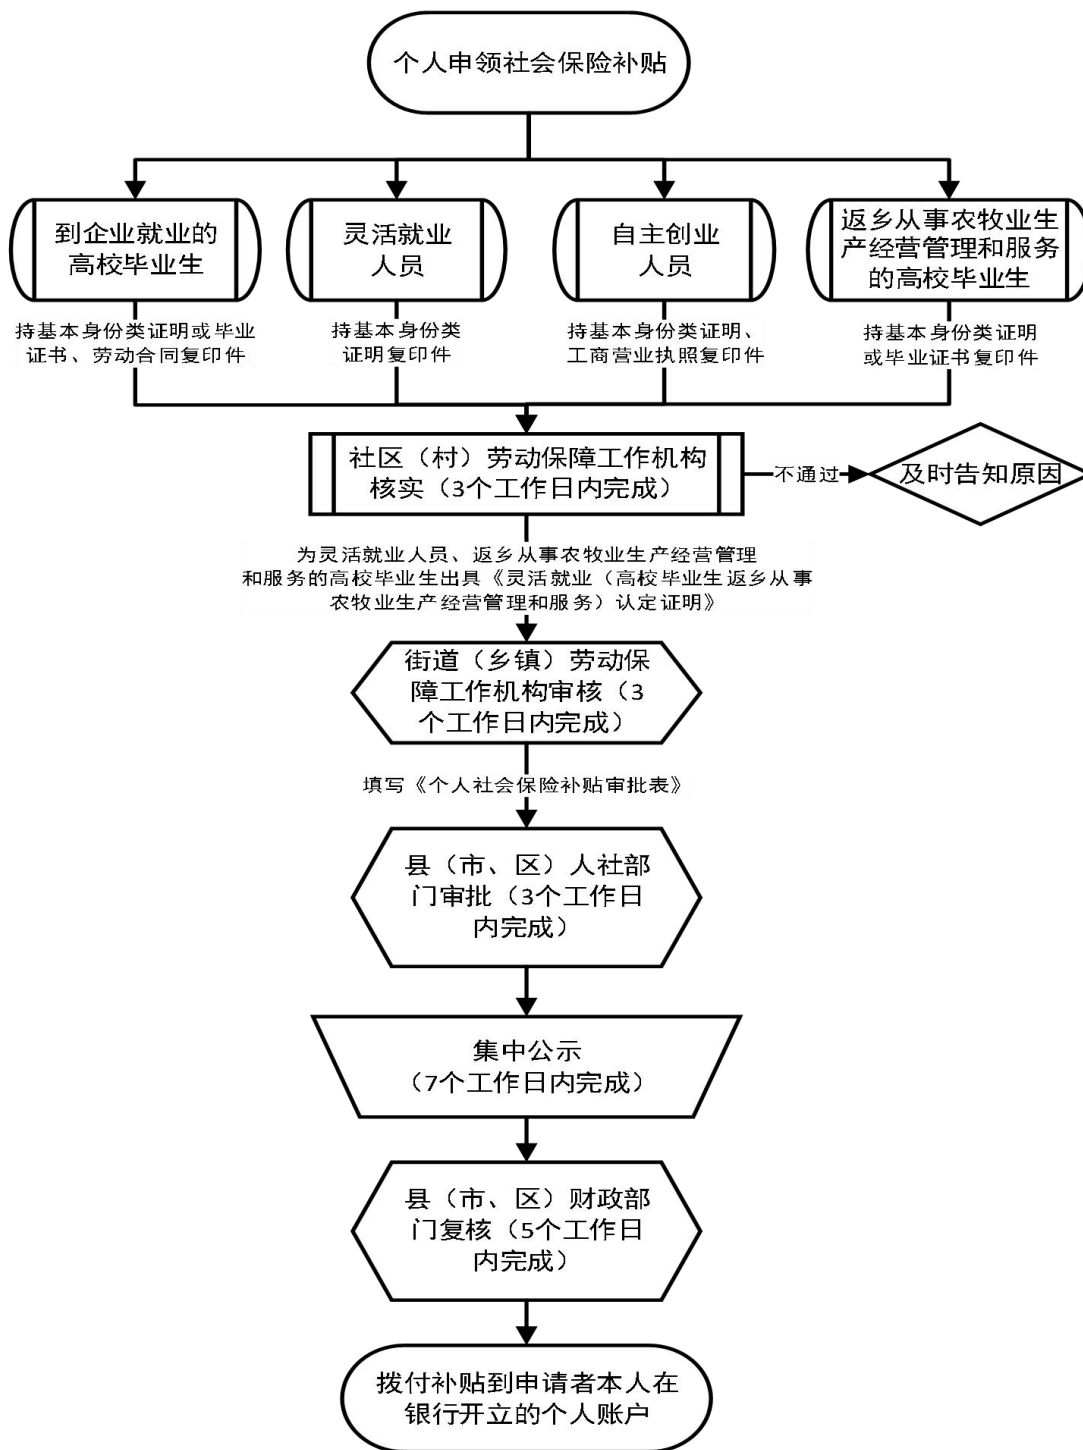 个人申领社会保险补贴
到企业就业的
高校毕业生
灵活就业
人员
自主创业
人员
返乡从事农牧业生
产经营管理和服务
的高校毕业生
持基本身份类证明或毕业
证书、劳动合同复印件
持基本身份类
证明复印件
持基本身份类证明、
工商营业执照复印件
持基本身份类证明
或毕业证书复印件
社区（村）劳动保障工作机构
核实（3个工作日内完成）
不通过
及时告知原因
为灵活就业人员、返乡从事农牧业生产经营管理
和服务的高校毕业生出具《灵活就业（高校毕业生返乡从事
农牧业生产经营管理和服务）认定证明》
街道（乡镇）劳动保
障工作机构审核（3
个工作日内完成）
填写《个人社会保险补贴审批表》
县（市、区）人社部
门审批（3个工作日
内完成）
集中公示
（7个工作日内完成）
县（市、区）财政部
门复核（5个工作日
内完成）
拨付补贴到申请者本人在
银行开立的个人账户